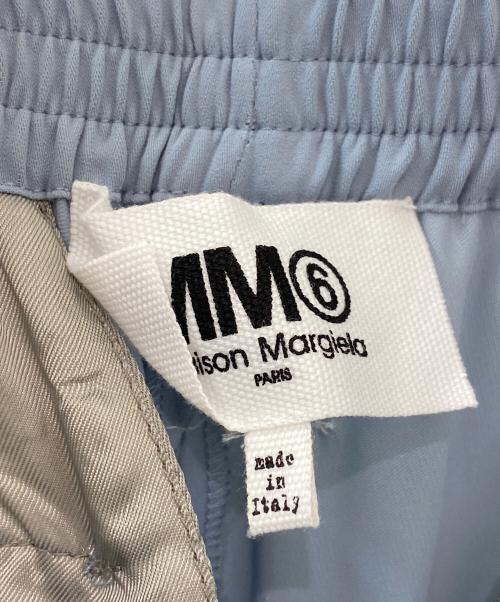 MM⑥
ison Margiela
PARIS
made
in
Italy